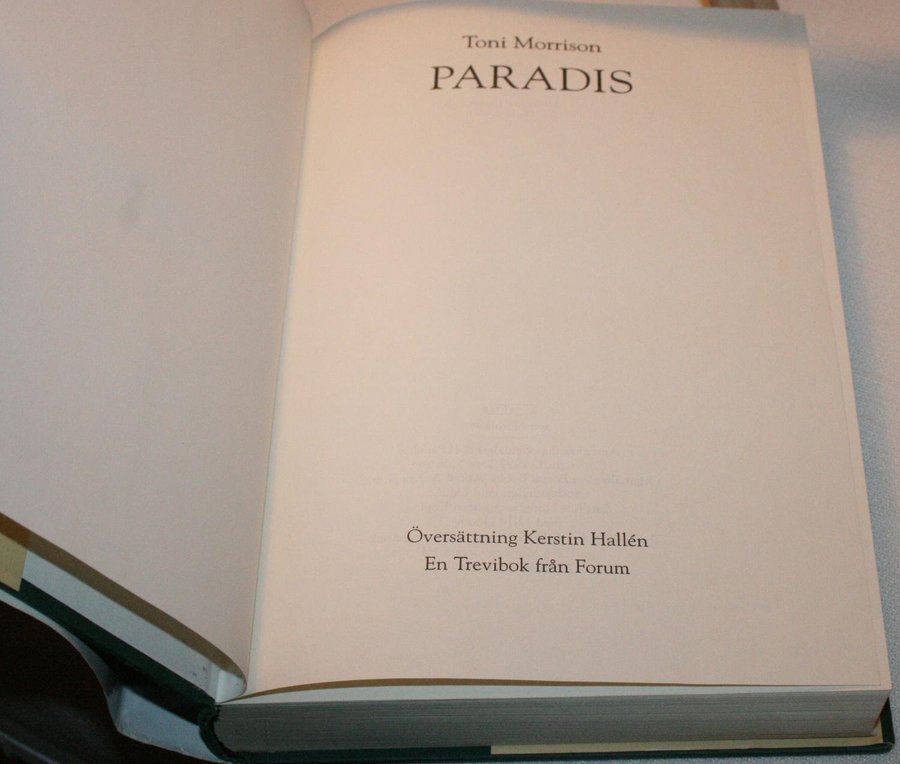 Toni Morrison
PARADIS
Översättning Kerstin Hallén
En Trevibok från Forum